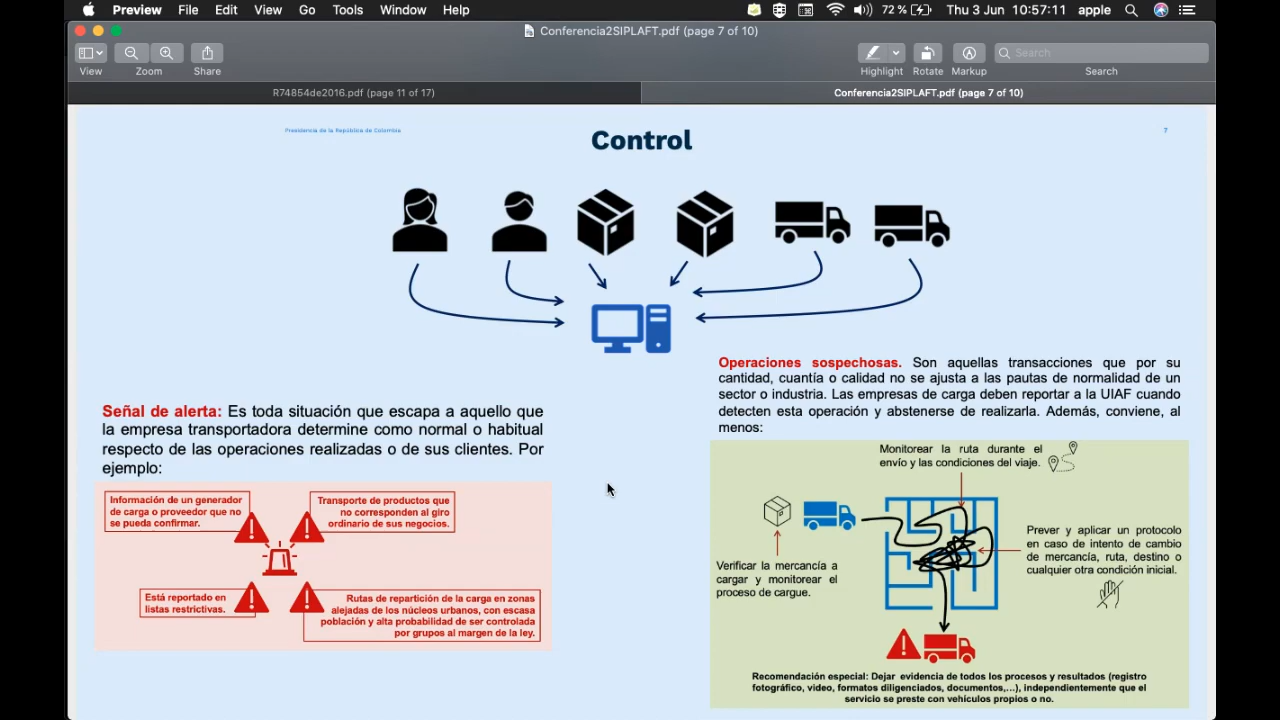 Preview File Edit View Go Tools Window Help 72% Thu 3 Jun 10:57:11 apple
Conferencia2SIPLAFT.pdf (page 7 of 10)
Search
View Zoom Share Highlight Rotate Markup Search
R74854de2016.pdf (page 11 of 17) Conferencia2SIPLAFT.pdf (page 7 of 10)
Presidencia de la República de Colombia
7
Control
Señal de alerta: Es toda situación que escapa a aquello que
la empresa transportadora determine como normal o habitual
respecto de las operaciones realizadas o de sus clientes. Por
ejemplo:
Información de un generador
de carga o proveedor que no
se pueda confirmar.
Transporte de productos que
no corresponden al giro
ordinario de sus negocios.
Está reportado en
listas restrictivas.
Rutas de repartición de la carga en zonas
alejadas de los núcleos urbanos, con escasa
población y alta probabilidad de ser controlada
por grupos al margen de la ley.
Operaciones sospechosas. Son aquellas transacciones que por su
cantidad, cuantía o calidad no se ajusta a las pautas de normalidad de un
sector o industria. Las empresas de carga deben reportar a la UIAF cuando
detecten esta operación y abstenerse de realizarla. Además, conviene, al
menos:
Monitorear la ruta durante el
envío y las condiciones del viaje.
Verificar la mercancía a
cargar y monitorear el
proceso de cargue.
Prever y aplicar un protocolo
en caso de intento de cambio
de mercancía, ruta, destino o
cualquier otra condición inicial.
Recomendación especial: Dejar evidencia de todos los procesos y resultados (registro
fotográfico, video, formatos diligenciados, documentos,...), independientemente que el
servicio se preste con vehículos propios o no.